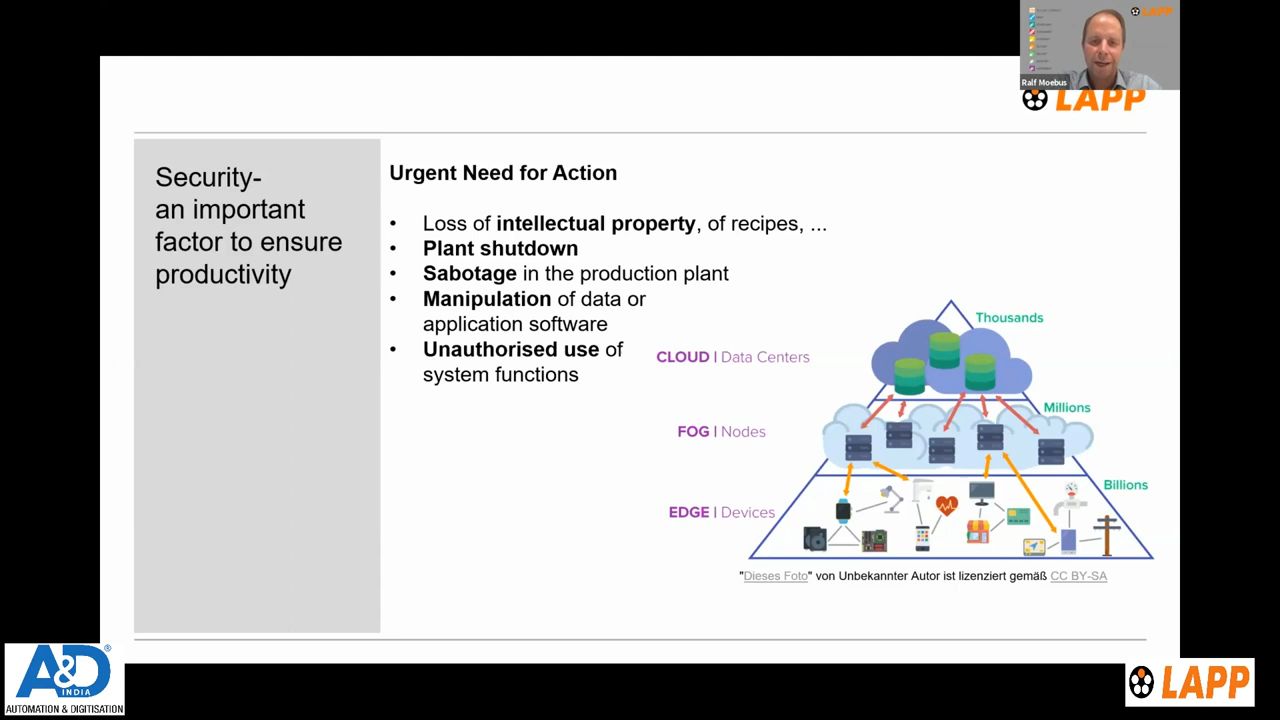 LAPP
Ralf Moebus
LAPP
Security-
an important
factor to ensure
productivity
Urgent Need for Action
• Loss of intellectual property, of recipes, ...
• Plant shutdown
• Sabotage in the production plant
• Manipulation of data or
application software
• Unauthorised use of
system functions
Thousands
CLOUD | Data Centers
Millions
FOG | Nodes
Billions
EDGE | Devices
"Dieses Foto" von Unbekannter Autor ist lizenziert gemäß CC BY-SA
A&D®
INDIA
AUTOMATION & DIGITISATION
LAPP